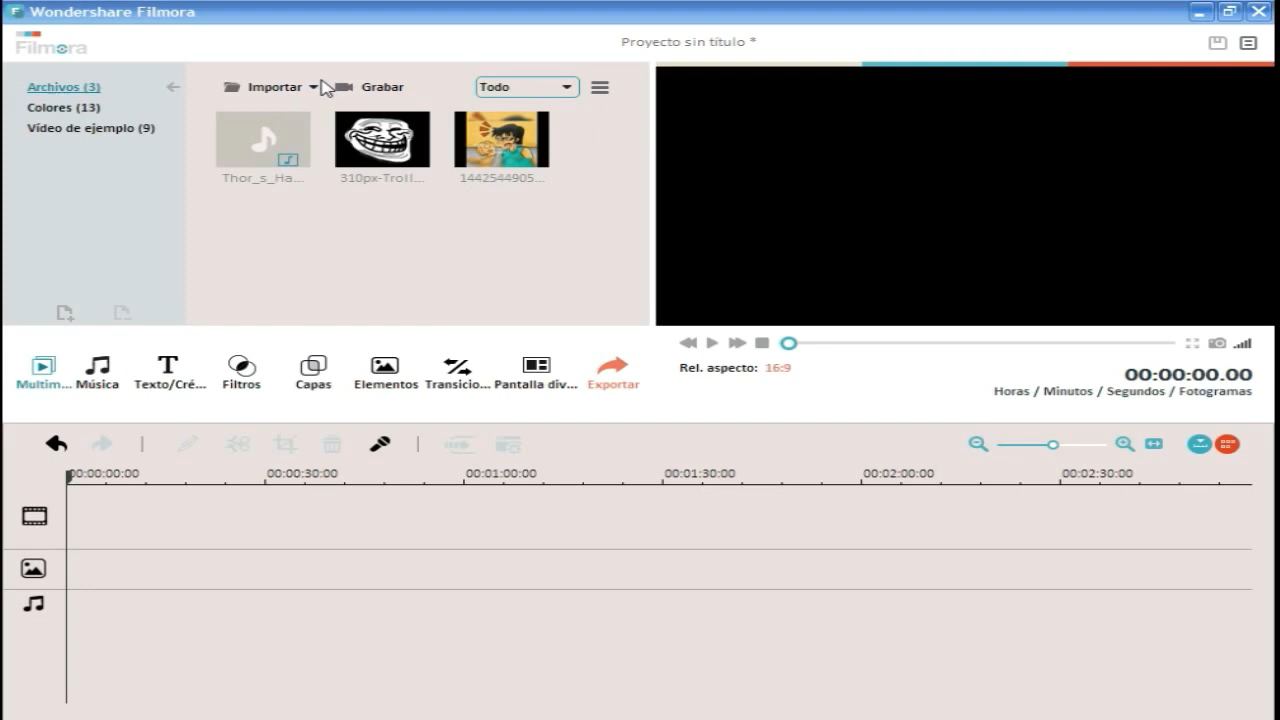 Wondershare Filmora
Filmora
Proyecto sin título *
Archivos (3)
Colores (13)
Vídeo de ejemplo (9)
Importar
Grabar
Todo
Thor_s_Ha...
310px-Troll...
1442544905...
Multim...
Música
Texto/Cré...
Filtros
Capas
Elementos
Transicio...
Pantalla div...
Exportar
Rel. aspecto: 16:9
00:00:00.00
Horas / Minutos / Segundos / Fotogramas
00:00:00:00 00:00:30:00 00:01:00:00 00:01:30:00 00:02:00:00 00:02:30:00